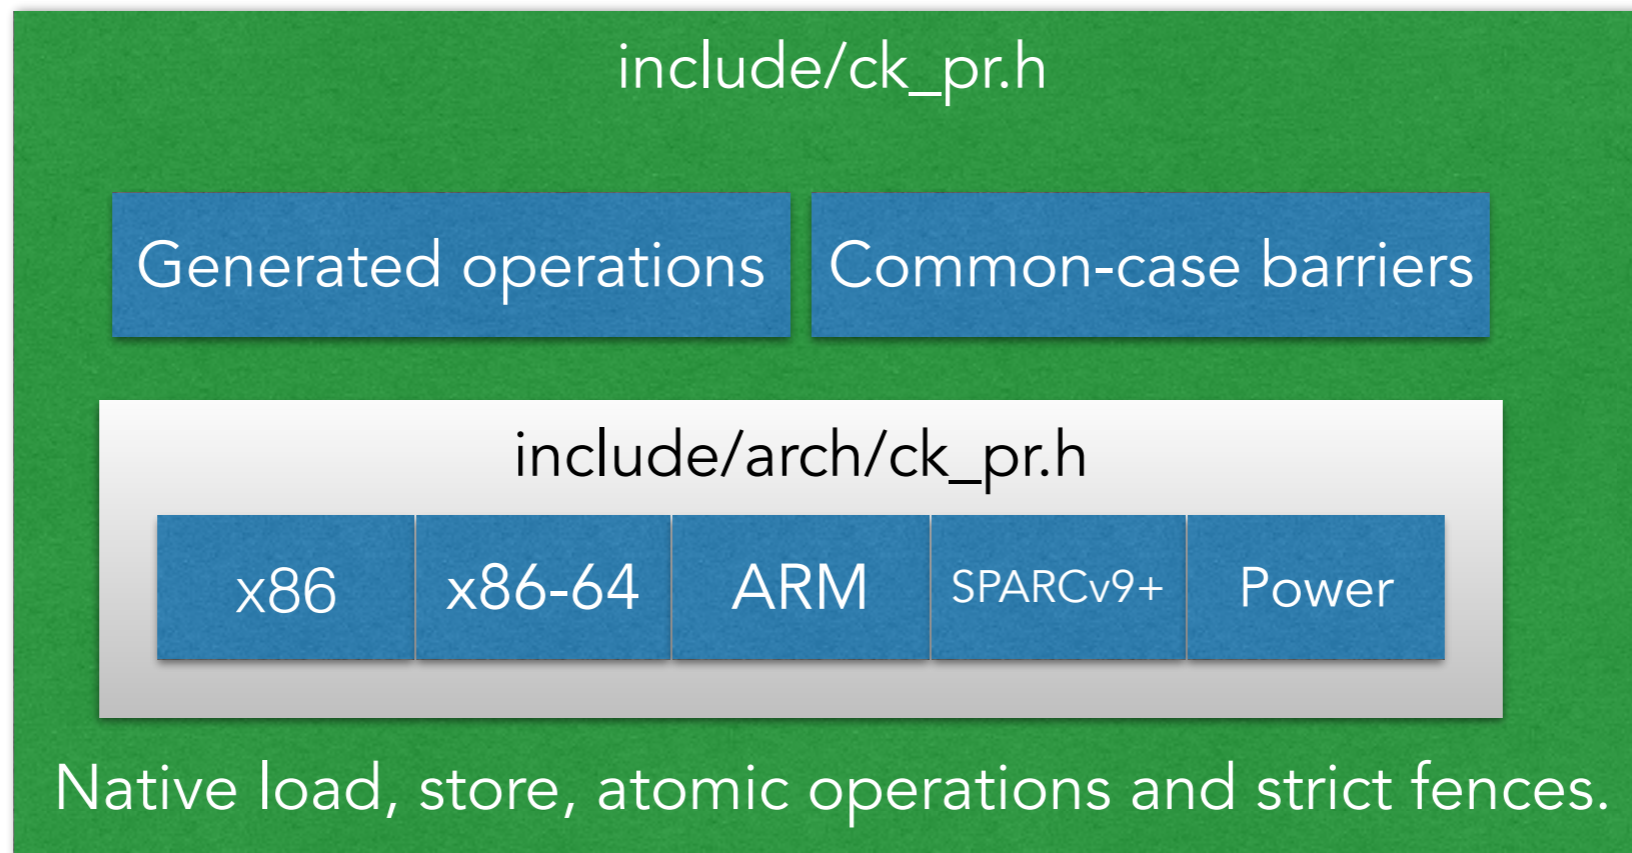 include/ck_pr.h
Generated operations
Common-case barriers
include/arch/ck_pr.h
x86
x86-64
ARM
SPARCv9+
Power
Native load, store, atomic operations and strict fences.